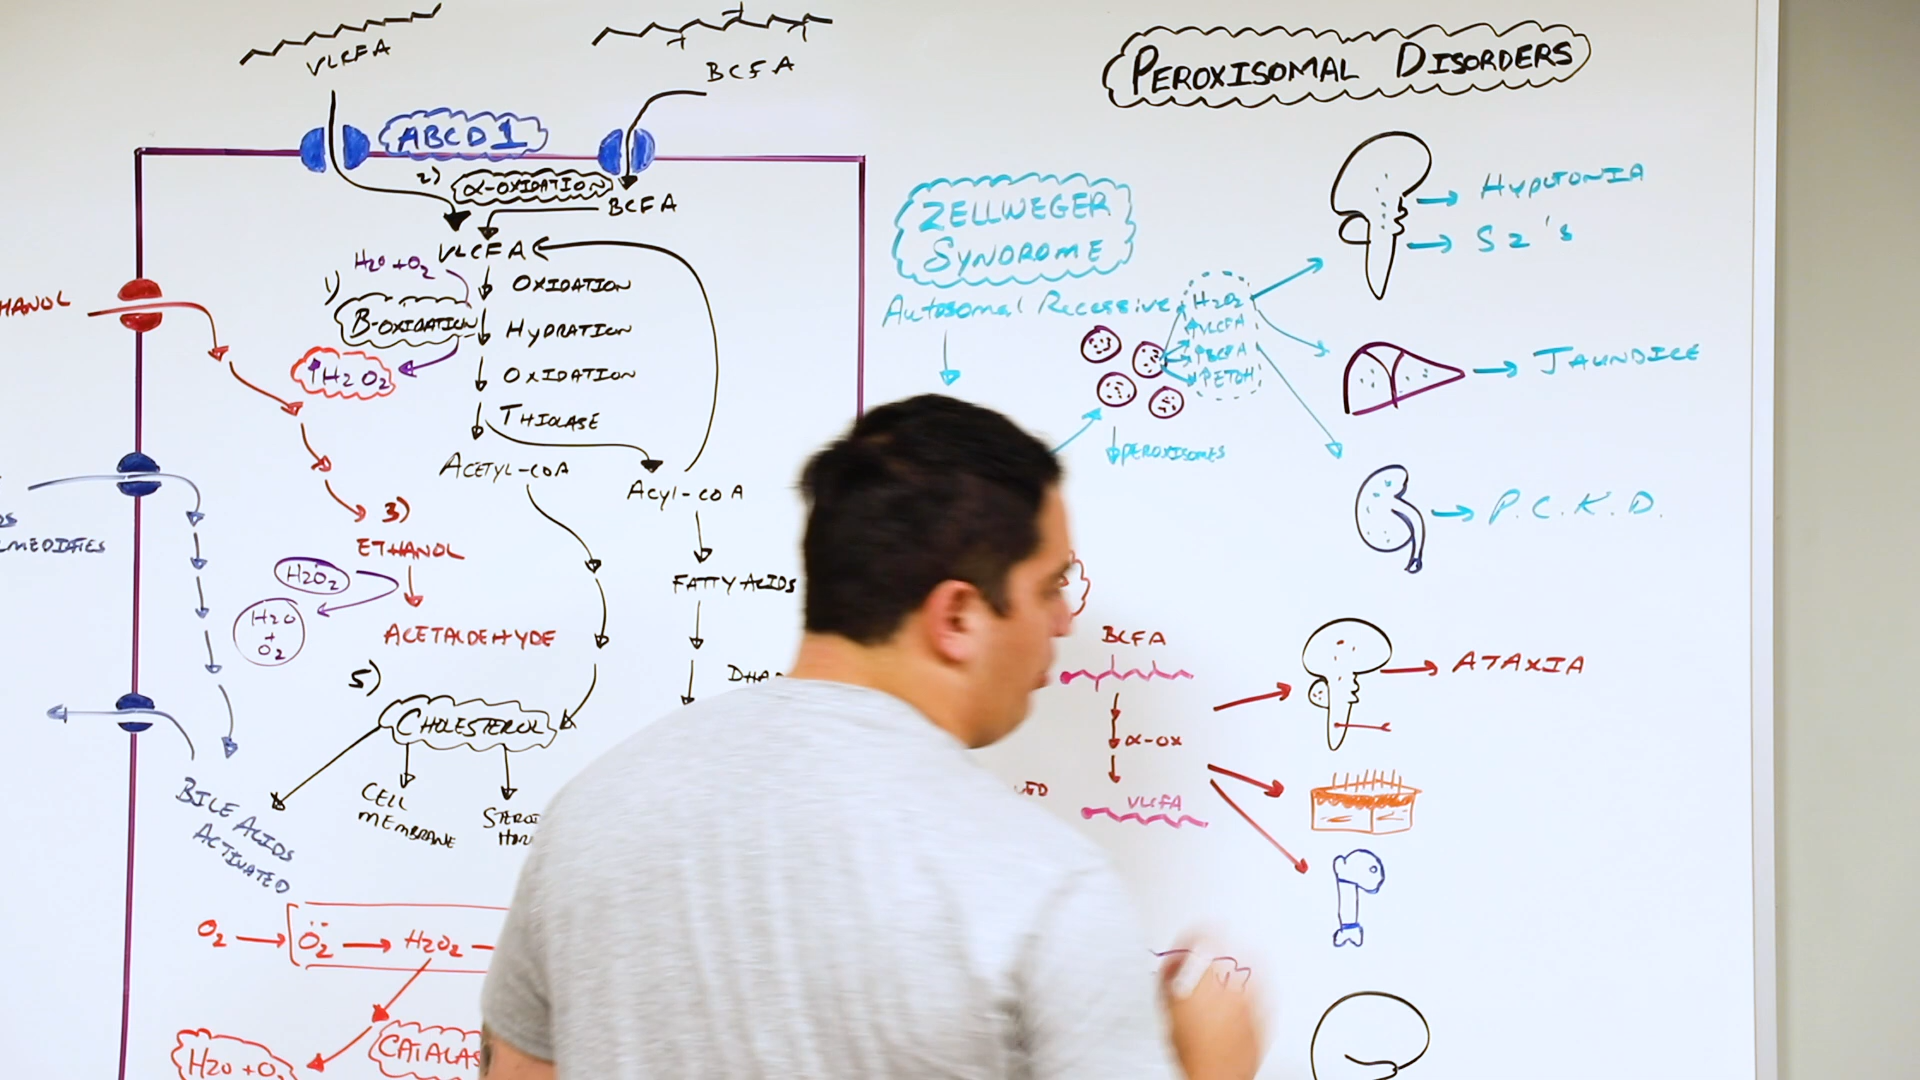 VLCFA
BCFA
PEROXISOMAL DISORDERS
ABCD1
2)
α-OXIDATION
BCFA
VLCFA
H2O+O2
1)
OXIDATION
B-OXIDATION
HYDRATION
↑H2O2
OXIDATION
THIOLASE
ACETYL-COA
ACYl-COA
3)
ETHANOL
H2O2
H2O
+
O2
ACETALDEHYDE
FATTY ACIDS
5)
CHOLESTEROL
CELL
MEMBRANE
BILE ACIDS
ACTIVATED
O2
O2
H2O2
H2O+O2
ZELLWEGER
SYNDROME
Autosomal Recessive
H2O2
↑VLCFA
↑BCFA
↑ETOH
↓PEROXISOMES
HypOTONIA
SZ's
JAUNDICE
P.C.K.D.
BCFA
α-OX
VLCFA
ATAXIA